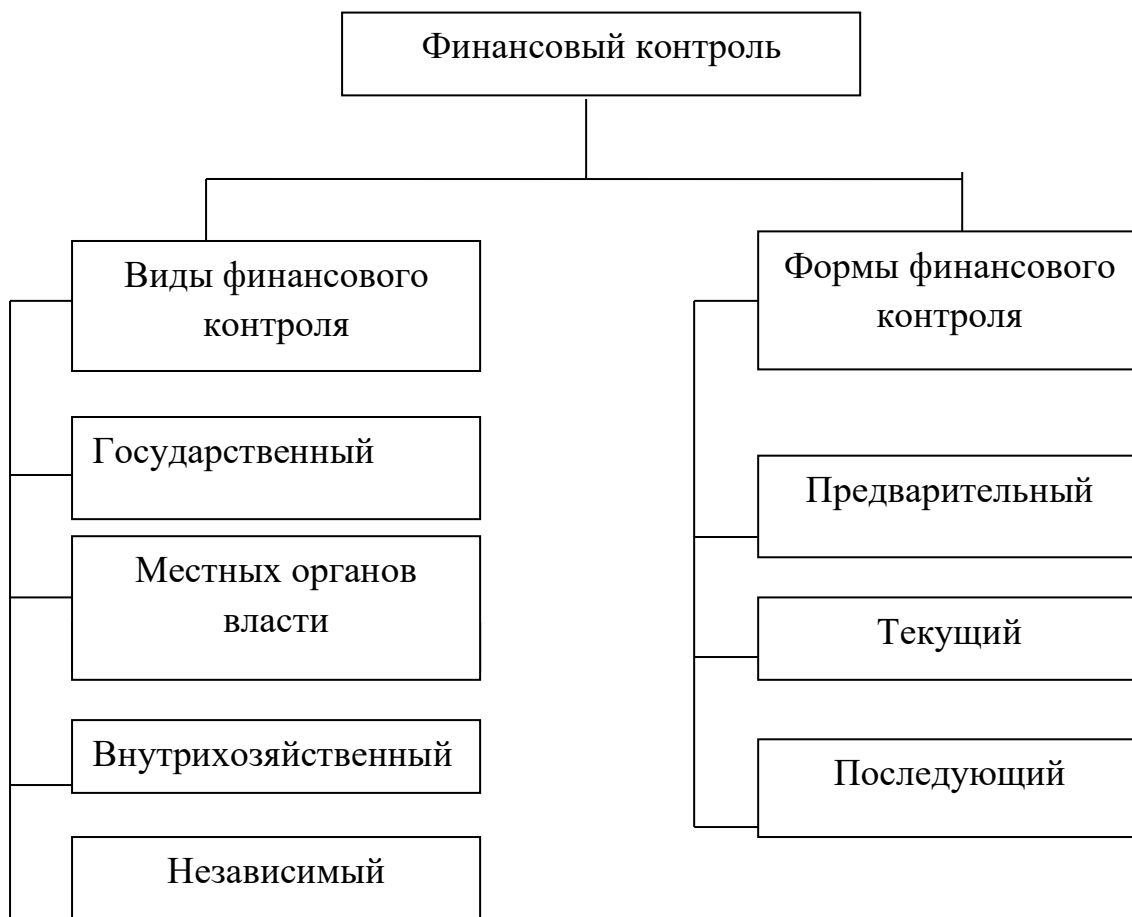 Финансовый контроль
Виды финансового
контроля
Государственный
Местных органов
власти
Внутрихозяйственный
Независимый
Формы финансового
контроля
Предварительный
Текущий
Последующий